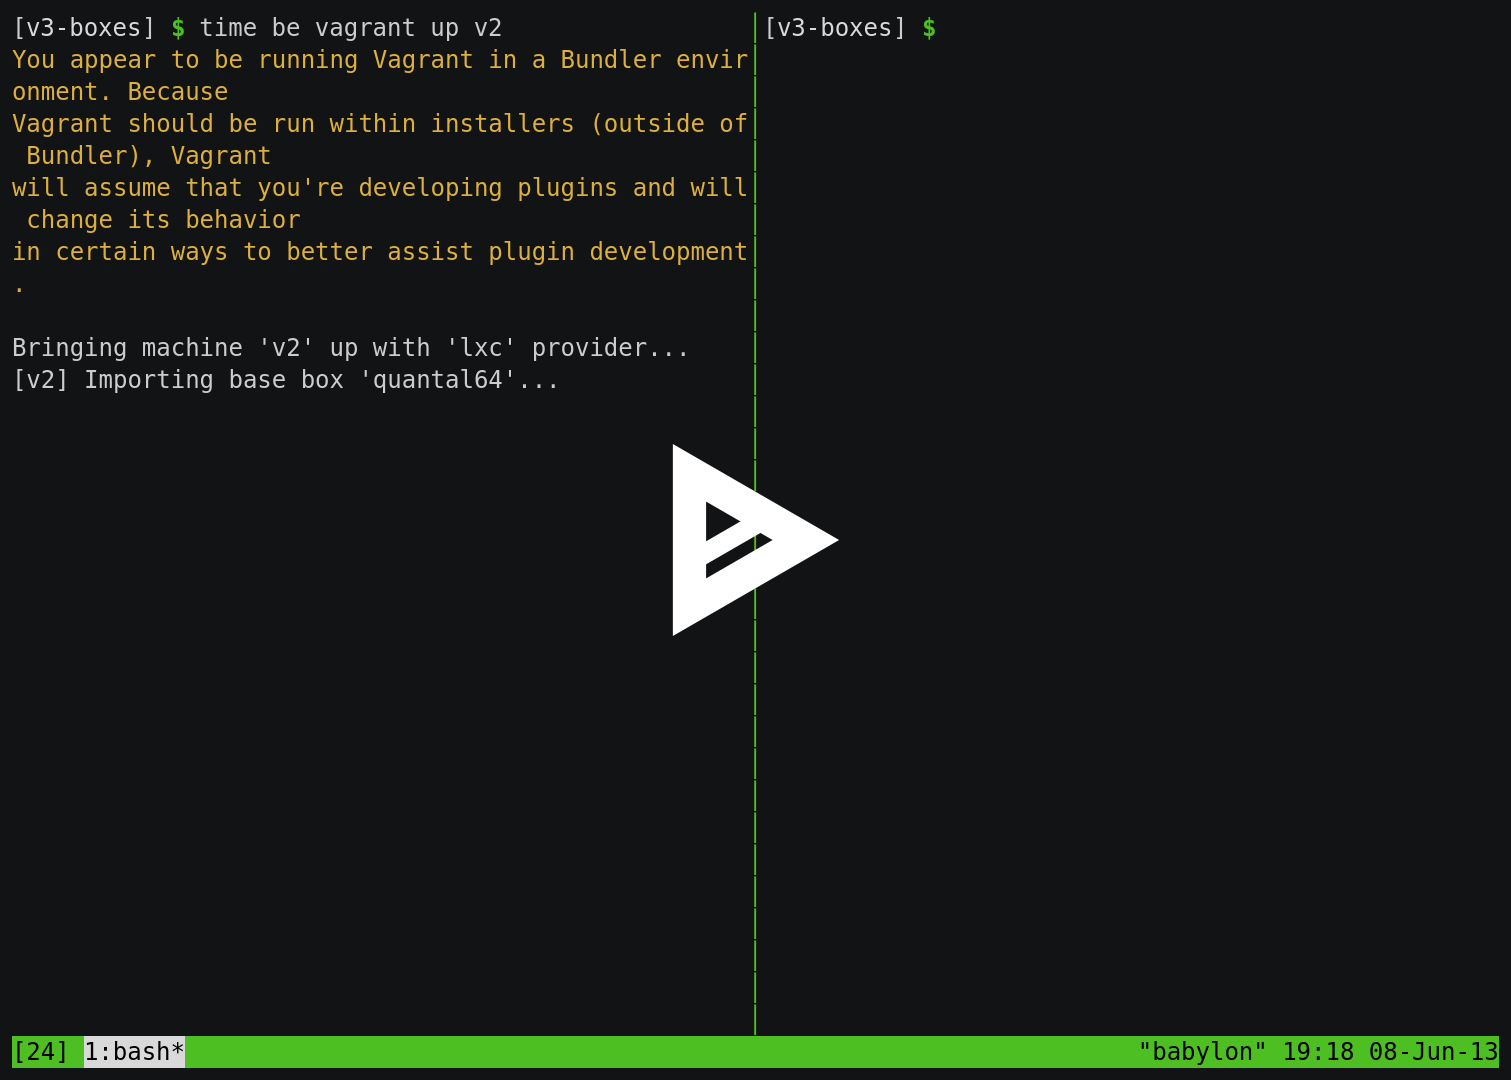 [v3-boxes] $ time be vagrant up v2
You appear to be running Vagrant in a Bundler envir
onment. Because
Vagrant should be run within installers (outside of
 Bundler), Vagrant
will assume that you're developing plugins and will
 change its behavior
in certain ways to better assist plugin development
.
Bringing machine 'v2' up with 'lxc' provider...
[v2] Importing base box 'quantal64'...
[v3-boxes] $
[24] 1:bash* "babylon" 19:18 08-Jun-13